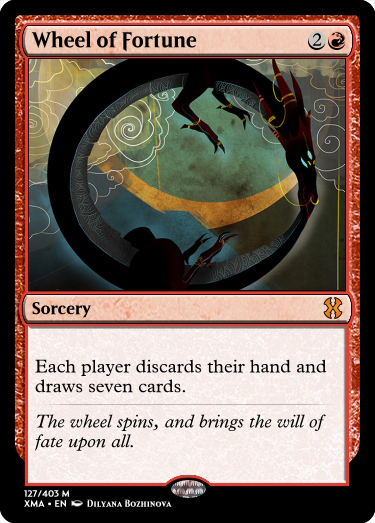 Wheel of Fortune 2
Sorcery
Each player discards their hand and
draws seven cards.
The wheel spins, and brings the will of
fate upon all.
127/403 M
XMA • EN Dilyana Bozhinova